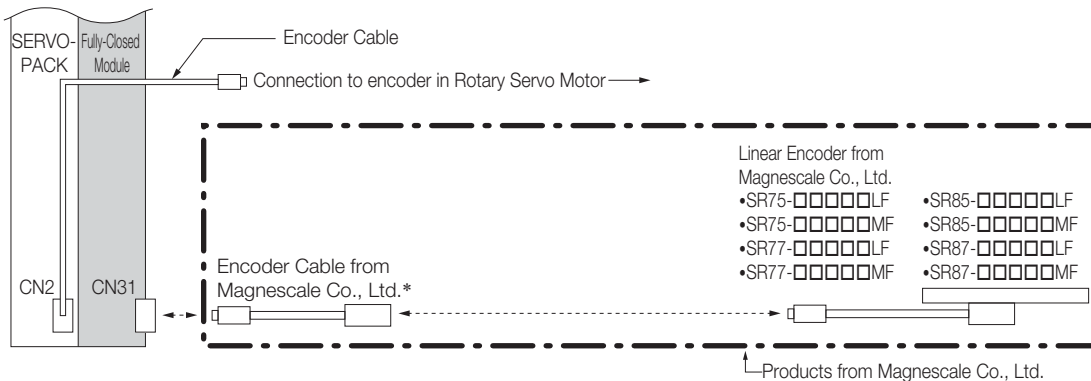 SERVO-
PACK
Fully-Closed
Module
Encoder Cable
Connection to encoder in Rotary Servo Motor
Linear Encoder from
Magnescale Co., Ltd.
•SR75-□□□□□LF
•SR75-□□□□□MF
•SR77-□□□□□LF
•SR77-□□□□□MF
•SR85-□□□□□LF
•SR85-□□□□□MF
•SR87-□□□□□LF
•SR87-□□□□□MF
CN2
CN31
Encoder Cable from
Magnescale Co., Ltd.*
Products from Magnescale Co., Ltd.